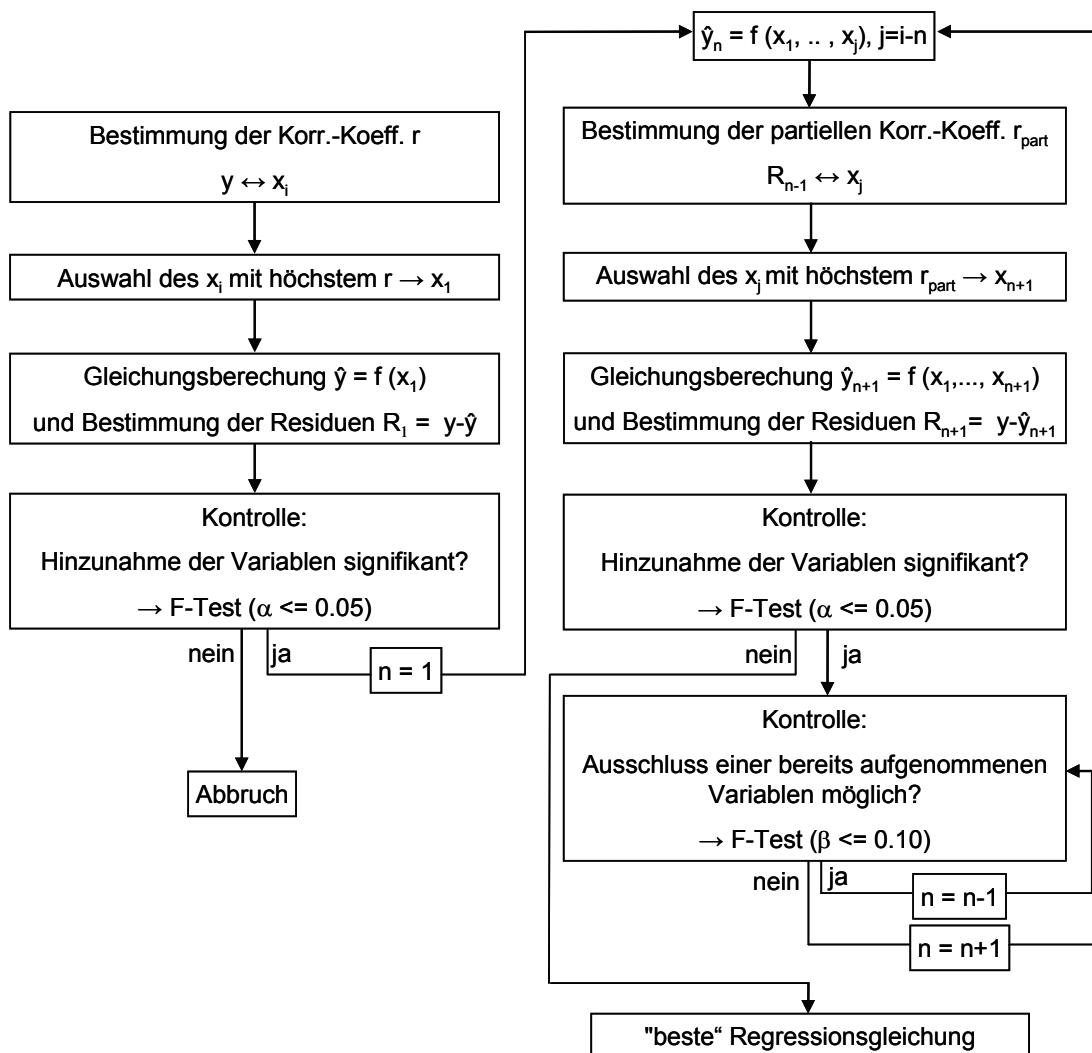 Bestimmung der Korr.-Koeff. r
y ↔ xᵢ
Auswahl des xᵢ mit höchstem r → x₁
Gleichungsberechung ŷ = f (x₁)
und Bestimmung der Residuen R₁ = y-ŷ
Kontrolle:
Hinzunahme der Variablen signifikant?
→ F-Test (α <= 0.05)
nein
ja
n = 1
Abbruch
ŷₙ = f (x₁, .. , xⱼ), j=i-n
Bestimmung der partiellen Korr.-Koeff. r_part
Rₙ₋₁ ↔ xⱼ
Auswahl des xⱼ mit höchstem r_part → xₙ₊₁
Gleichungsberechung ŷₙ₊₁ = f (x₁,..., xₙ₊₁)
und Bestimmung der Residuen Rₙ₊₁= y-ŷₙ₊₁
Kontrolle:
Hinzunahme der Variablen signifikant?
→ F-Test (α <= 0.05)
nein
ja
Kontrolle:
Ausschluss einer bereits aufgenommenen
Variablen möglich?
→ F-Test (β <= 0.10)
nein
ja
n = n-1
n = n+1
"beste“ Regressionsgleichung